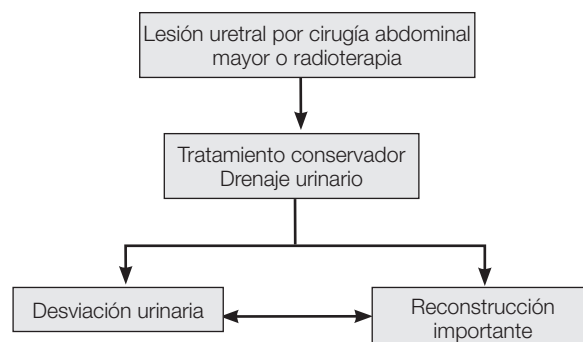 Lesión uretral por cirugía abdominal
mayor o radioterapia
Tratamiento conservador
Drenaje urinario
Desviación urinaria
Reconstrucción
importante